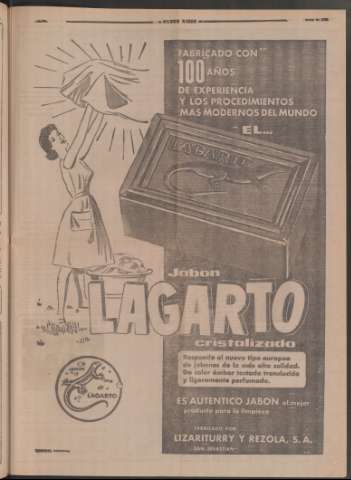 FABRICADO CON
100 AÑOS
DE EXPERIENCIA
Y LOS PROCEDIMIENTOS
MAS MODERNOS DEL MUNDO
EL...
LAGARTO
Jabon
LAGARTO
cristalizado
Responde al nuevo tipo europeo
de jabones de la más alta calidad.
De color ámbar tostado translúcido
y ligeramente perfumado.
LAGARTO
ES AUTENTICO JABON el mejor
producto para la limpieza
FABRICADO POR
LIZARITURRY Y REZOLA, S. A.
SAN SEBASTIAN